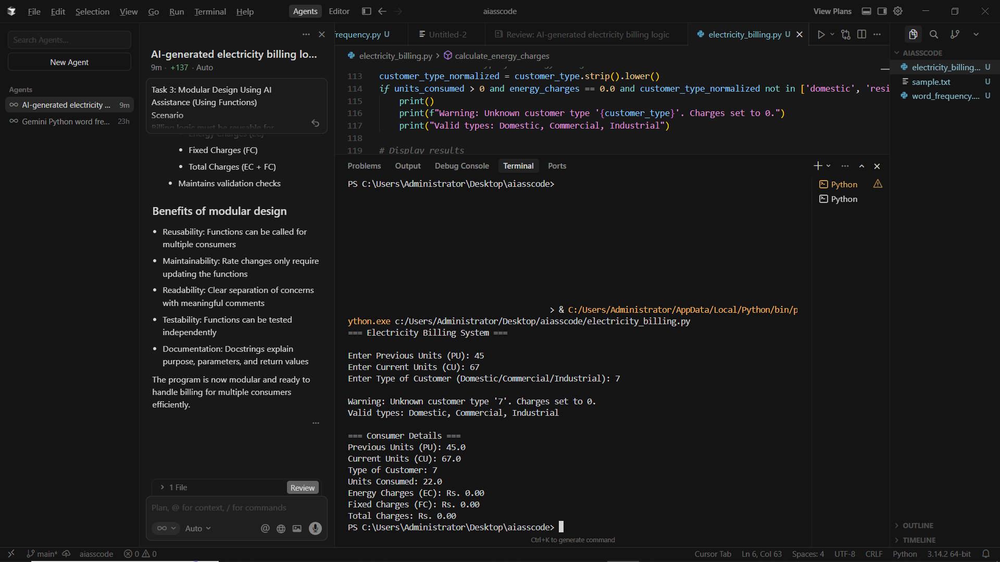 File Edit Selection View Go Run Terminal Help
Agents Editor
aiasscode
View Plans
Search Agents...
New Agent
Agents
AI-generated electricity ... 9m
Gemini Python word fre... 23h
AI-generated electricity billing lo...
9m · +137 · Auto
Task 3: Modular Design Using AI
Assistance (Using Functions)
Scenario
Billing logic must be reusable for
Energy Charges (EC)
• Fixed Charges (FC)
• Total Charges (EC + FC)
• Maintains validation checks
Benefits of modular design
• Reusability: Functions can be called for
multiple consumers
• Maintainability: Rate changes only require
updating the functions
• Readability: Clear separation of concerns
with meaningful comments
• Testability: Functions can be tested
independently
• Documentation: Docstrings explain
purpose, parameters, and return values
The program is now modular and ready to
handle billing for multiple consumers
efficiently.
1 File
Review
Plan, @ for context, / for commands
Auto
requency.py U
Untitled-2
Review: AI-generated electricity billing logic
electricity_billing.py U
electricity_billing.py > calculate_energy_charges
113 customer_type_normalized = customer_type.strip().lower()
114 if units_consumed > 0 and energy_charges == 0.0 and customer_type_normalized not in ['domestic', 'resi
115 print()
116 print(f"Warning: Unknown customer type '{customer_type}'. Charges set to 0.")
117 print("Valid types: Domestic, Commercial, Industrial")
118
119 # Display results
Problems Output Debug Console Terminal Ports
PS C:\Users\Administrator\Desktop\aiasscode>
> & C:/Users/Administrator/AppData/Local/Python/bin/p
ython.exe c:/Users/Administrator/Desktop/aiasscode/electricity_billing.py
=== Electricity Billing System ===
Enter Previous Units (PU): 45
Enter Current Units (CU): 67
Enter Type of Customer (Domestic/Commercial/Industrial): 7
Warning: Unknown customer type '7'. Charges set to 0.
Valid types: Domestic, Commercial, Industrial
=== Consumer Details ===
Previous Units (PU): 45.0
Current Units (CU): 67.0
Type of Customer: 7
Units Consumed: 22.0
Energy Charges (EC): Rs. 0.00
Fixed Charges (FC): Rs. 0.00
Total Charges: Rs. 0.00
PS C:\Users\Administrator\Desktop\aiasscode>
Ctrl+K to generate command
Python
Python
AIASSCODE
electricity_billing... U
sample.txt U
word_frequency.... U
OUTLINE
TIMELINE
main* aiasscode 0 0
Cursor Tab Ln 6, Col 63 Spaces: 4 UTF-8 CRLF Python 3.14.2 64-bit